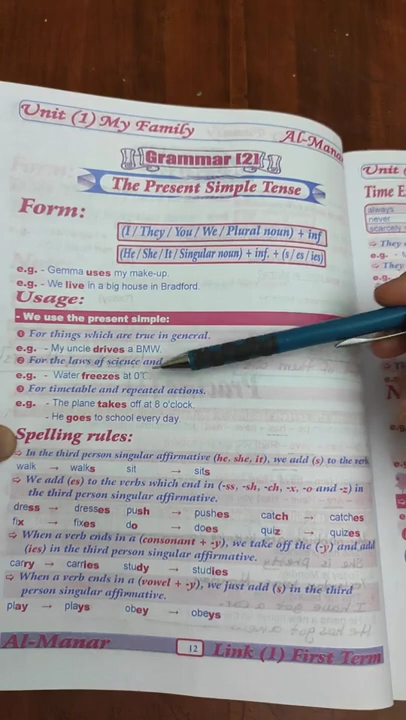 Unit (1) My Family
Al-Manar
Grammar [2]
The Present Simple Tense
Form:
(I / They / You / We / Plural noun) + inf
(He / She / It / Singular noun) + inf. + (s / es / ies)
e.g. - Gemma uses my make-up.
e.g. - We live in a big house in Bradford.
Usage:
- We use the present simple:
❶ For things which are true in general.
e.g. - My uncle drives a BMW.
❷ For the laws of science and
e.g. - Water freezes at 0℃.
❸ For timetable and repeated actions.
e.g. - The plane takes off at 8 o'clock.
- He goes to school every day.
Spelling rules:
⇨ In the third person singular affirmative (he, she, it), we add (s) to the verb
walk → walks sit → sits
⇨ We add (es) to the verbs which end in (-ss, -sh, -ch, -x, -o and -z) in
the third person singular affirmative.
dress → dresses push → pushes catch → catches
fix → fixes do → does quiz → quizes
⇨ When a verb ends in a (consonant + -y), we take off the (-y) and add
(ies) in the third person singular affirmative.
carry → carries study → studies
⇨ When a verb ends in a (vowel + -y), we just add (s) in the third
person singular affirmative.
play → plays obey → obeys
Al-Manar 12 Link (1) First Term
Unit
Time E
always
never
scarcely
⇨ They
e.g. -
⇨ They
e.g.